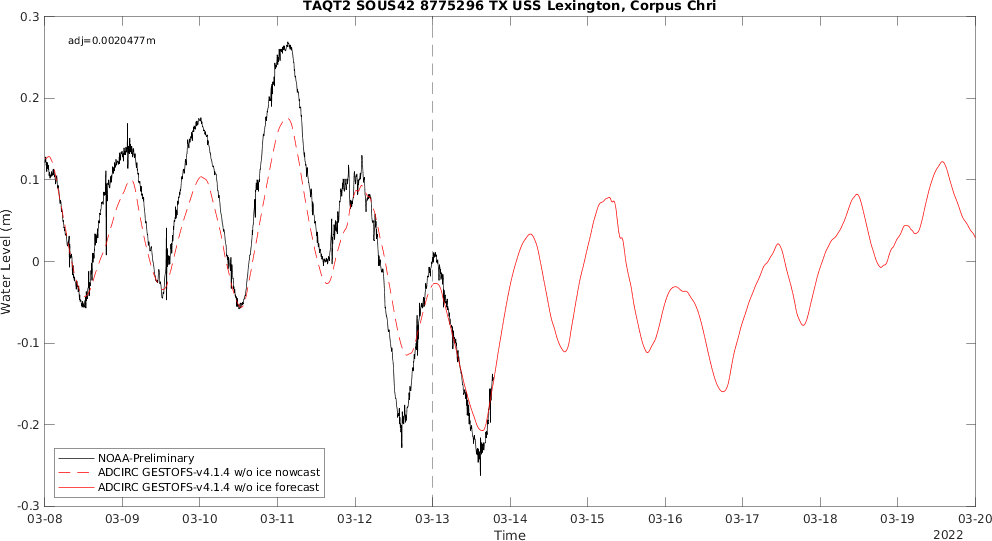 TAQT2 SOUS42 8775296 TX USS Lexington, Corpus Chri
adj=0.0020477m
0.3
0.2
0.1
0
-0.1
-0.2
-0.3
Water Level (m)
NOAA-Preliminary
ADCIRC GESTOFS-v4.1.4 w/o ice nowcast
ADCIRC GESTOFS-v4.1.4 w/o ice forecast
03-08 03-09 03-10 03-11 03-12 03-13 03-14 03-15 03-16 03-17 03-18 03-19 03-20
Time
2022